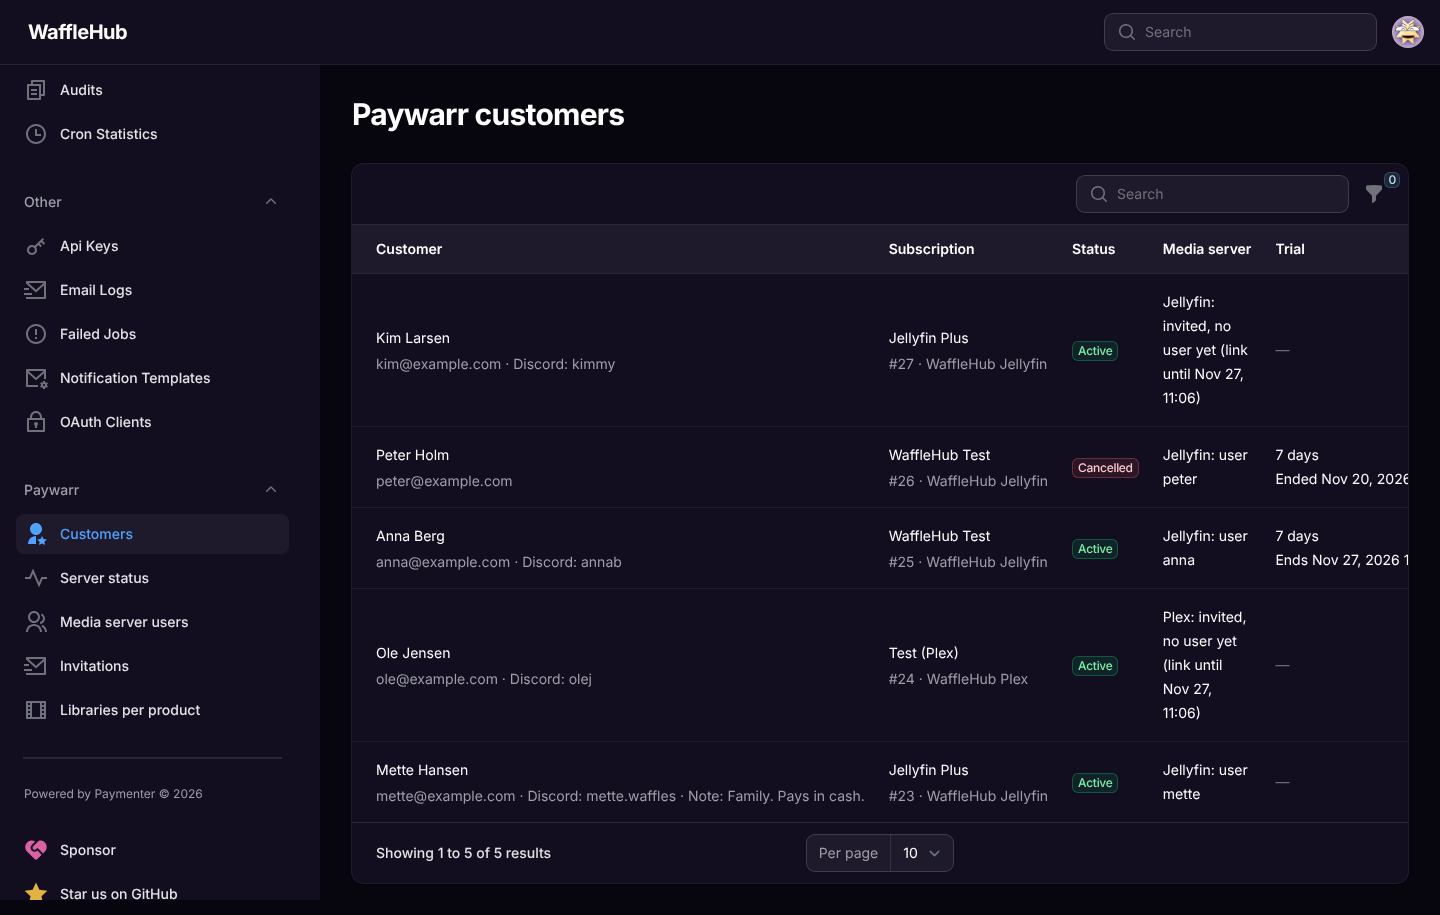 WaffleHub
Search
Audits
Cron Statistics
Other
Api Keys
Email Logs
Failed Jobs
Notification Templates
OAuth Clients
Paywarr
Customers
Server status
Media server users
Invitations
Libraries per product
Powered by Paymenter © 2026
Sponsor
Star us on GitHub
Paywarr customers
Search
0
Customer Subscription Status Media server Trial
Kim Larsen
kim@example.com · Discord: kimmy
Jellyfin Plus
#27 · WaffleHub Jellyfin
Active
Jellyfin:
invited, no
user yet (link
until Nov 27,
11:06)
—
Peter Holm
peter@example.com
WaffleHub Test
#26 · WaffleHub Jellyfin
Cancelled
Jellyfin: user
peter
7 days
Ended Nov 20, 2026
Anna Berg
anna@example.com · Discord: annab
WaffleHub Test
#25 · WaffleHub Jellyfin
Active
Jellyfin: user
anna
7 days
Ends Nov 27, 2026 1
Ole Jensen
ole@example.com · Discord: olej
Test (Plex)
#24 · WaffleHub Plex
Active
Plex: invited,
no user yet
(link until
Nov 27,
11:06)
—
Mette Hansen
mette@example.com · Discord: mette.waffles · Note: Family. Pays in cash.
Jellyfin Plus
#23 · WaffleHub Jellyfin
Active
Jellyfin: user
mette
—
Showing 1 to 5 of 5 results
Per page 10